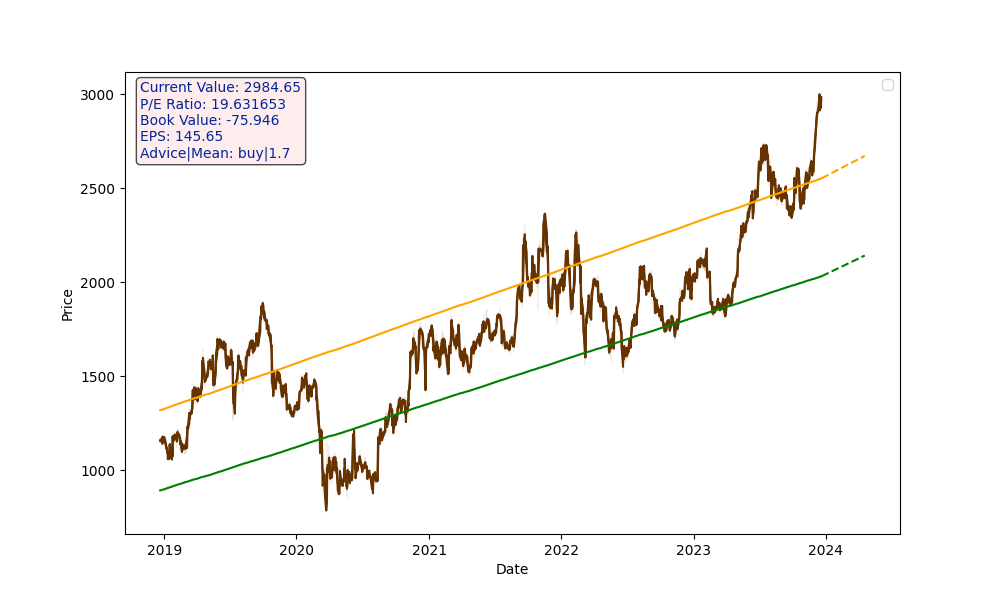 Current Value: 2984.65
P/E Ratio: 19.631653
Book Value: -75.946
EPS: 145.65
Advice|Mean: buy|1.7
3000
2500
2000
1500
1000
Price
2019
2020
2021
2022
2023
2024
Date